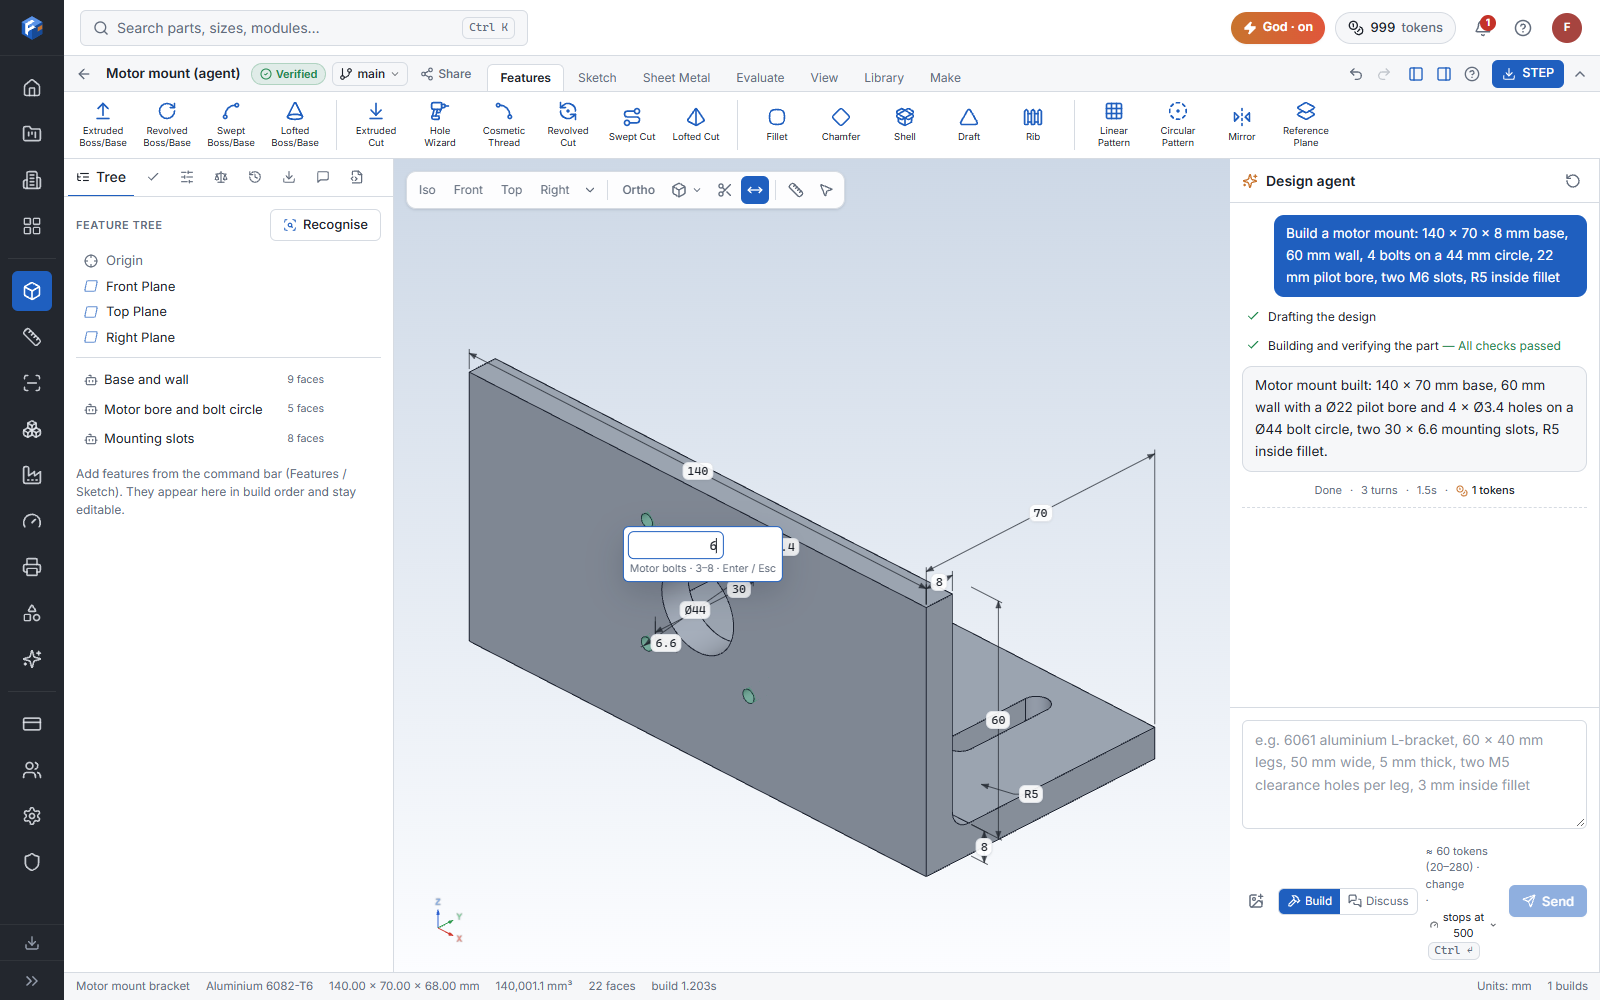 Search parts, sizes, modules...
Ctrl K
God · on
999 tokens
1
F
Motor mount (agent)
Verified
main
Share
Features
Sketch
Sheet Metal
Evaluate
View
Library
Make
STEP
Extruded Boss/Base
Revolved Boss/Base
Swept Boss/Base
Lofted Boss/Base
Extruded Cut
Hole Wizard
Cosmetic Thread
Revolved Cut
Swept Cut
Lofted Cut
Fillet
Chamfer
Shell
Draft
Rib
Linear Pattern
Circular Pattern
Mirror
Reference Plane
Tree
FEATURE TREE
Recognise
Origin
Front Plane
Top Plane
Right Plane
Base and wall 9 faces
Motor bore and bolt circle 5 faces
Mounting slots 8 faces
Add features from the command bar (Features /
Sketch). They appear here in build order and stay
editable.
Iso
Front
Top
Right
Ortho
140
70
6
.4
Motor bolts · 3–8 · Enter / Esc
8
30
Ø44
6.6
60
R5
8
Z
Y
X
Design agent
Build a motor mount: 140 × 70 × 8 mm base,
60 mm wall, 4 bolts on a 44 mm circle, 22
mm pilot bore, two M6 slots, R5 inside fillet
Drafting the design
Building and verifying the part — All checks passed
Motor mount built: 140 × 70 mm base, 60 mm
wall with a Ø22 pilot bore and 4 × Ø3.4 holes on a
Ø44 bolt circle, two 30 × 6.6 mounting slots, R5
inside fillet.
Done · 3 turns · 1.5s · 1 tokens
e.g. 6061 aluminium L-bracket, 60 × 40 mm
legs, 50 mm wide, 5 mm thick, two M5
clearance holes per leg, 3 mm inside fillet
Build
Discuss
≈ 60 tokens
(20–280) ·
change
·
stops at
500
Ctrl ⏎
Send
Motor mount bracket
Aluminium 6082-T6
140.00 × 70.00 × 68.00 mm
140,001.1 mm³
22 faces
build 1.203s
Units: mm
1 builds